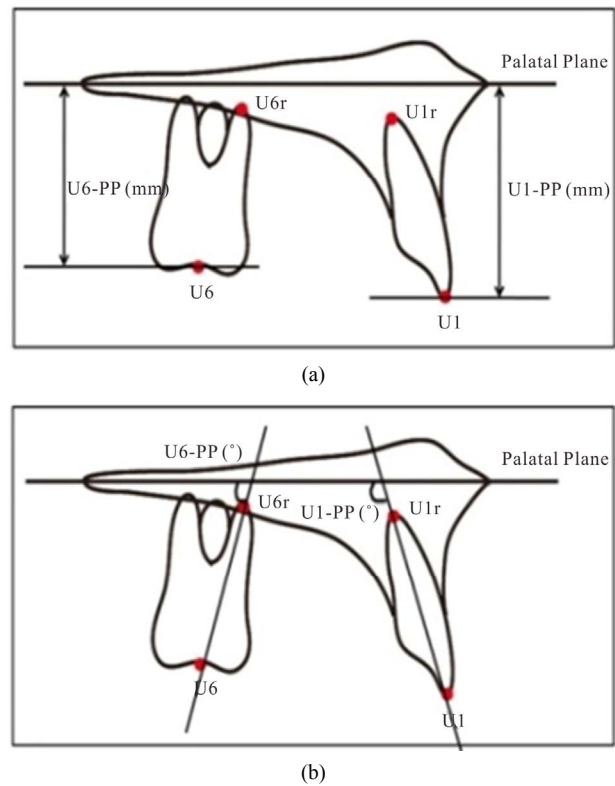 Palatal Plane
U6r
U1r
U6-PP (mm)
U1-PP (mm)
U6
U1
(a)
U6-PP (°)
Palatal Plane
U6r
U1-PP (°)
U1r
U6
U1
(b)